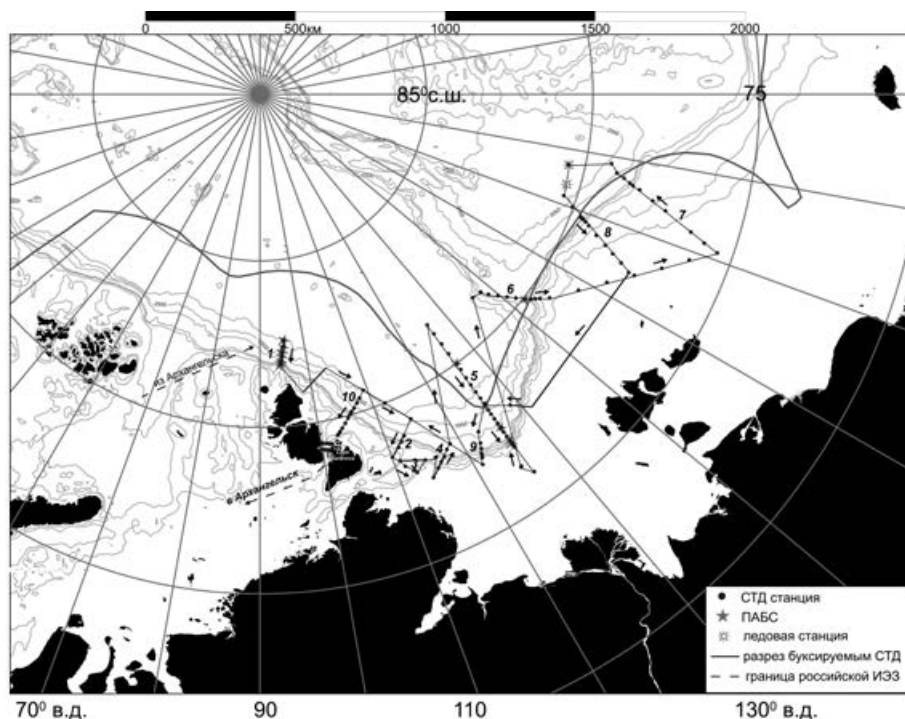 0 500км 1000 1500 2000
85⁰с.ш. 75
7
8
6
5
1
из Архангельска
10
2
4
9
в Архангельск
СТД станция
ПАБС
ледовая станция
разрез буксируемым СТД
граница российской ИЭЗ
70⁰ в.д. 90 110 130⁰ в.д.